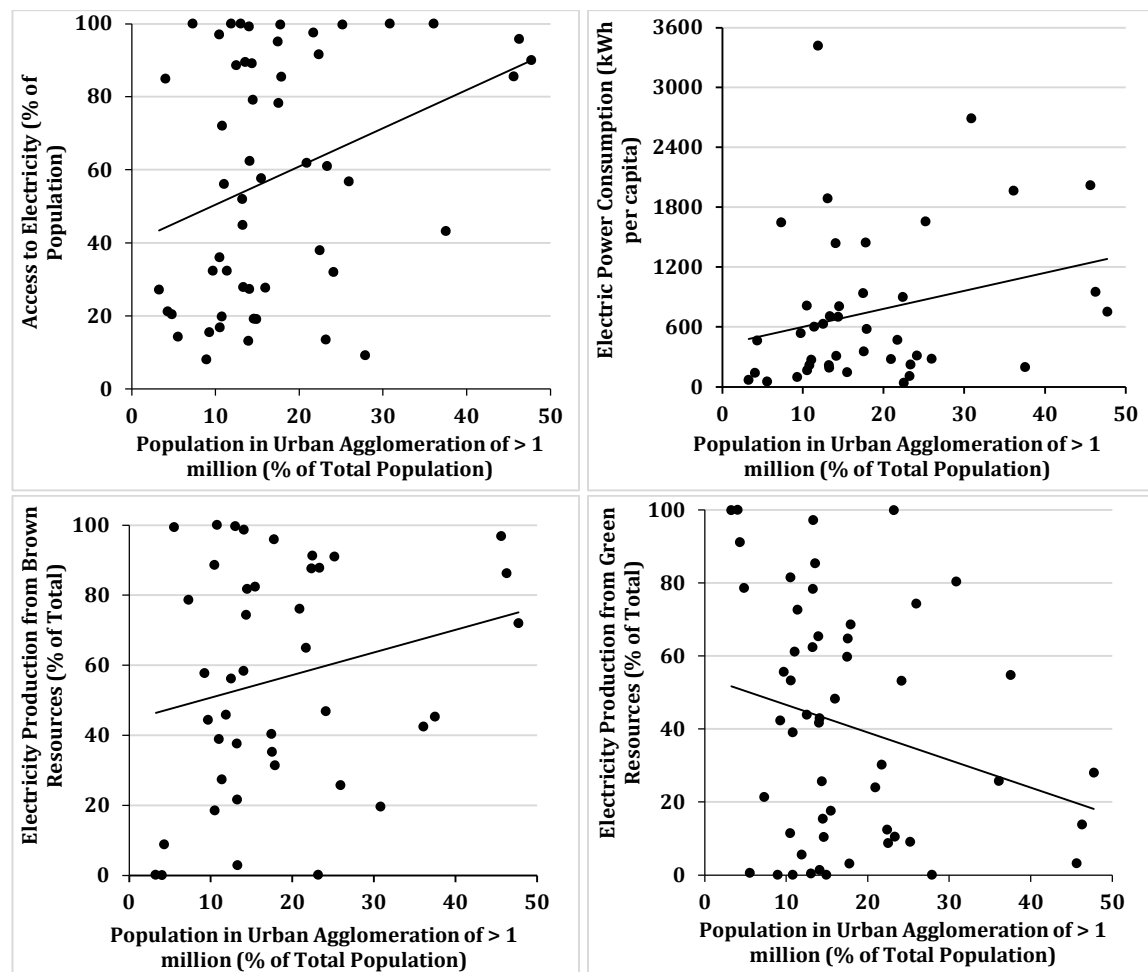 Access to Electricity (% of
Population)
100
80
60
40
20
0
0 10 20 30 40 50
Population in Urban Agglomeration of > 1
million (% of Total Population)
Electric Power Consumption (kWh
per capita)
3600
3000
2400
1800
1200
600
0
0 10 20 30 40 50
Population in Urban Agglomeration of > 1
million (% of Total Population)
Electricity Production from Brown
Resources (% of Total)
100
80
60
40
20
0
0 10 20 30 40 50
Population in Urban Agglomeration of > 1
million (% of Total Population)
Electricity Production from Green
Resources (% of Total)
100
80
60
40
20
0
0 10 20 30 40 50
Population in Urban Agglomeration of > 1
million (% of Total Population)